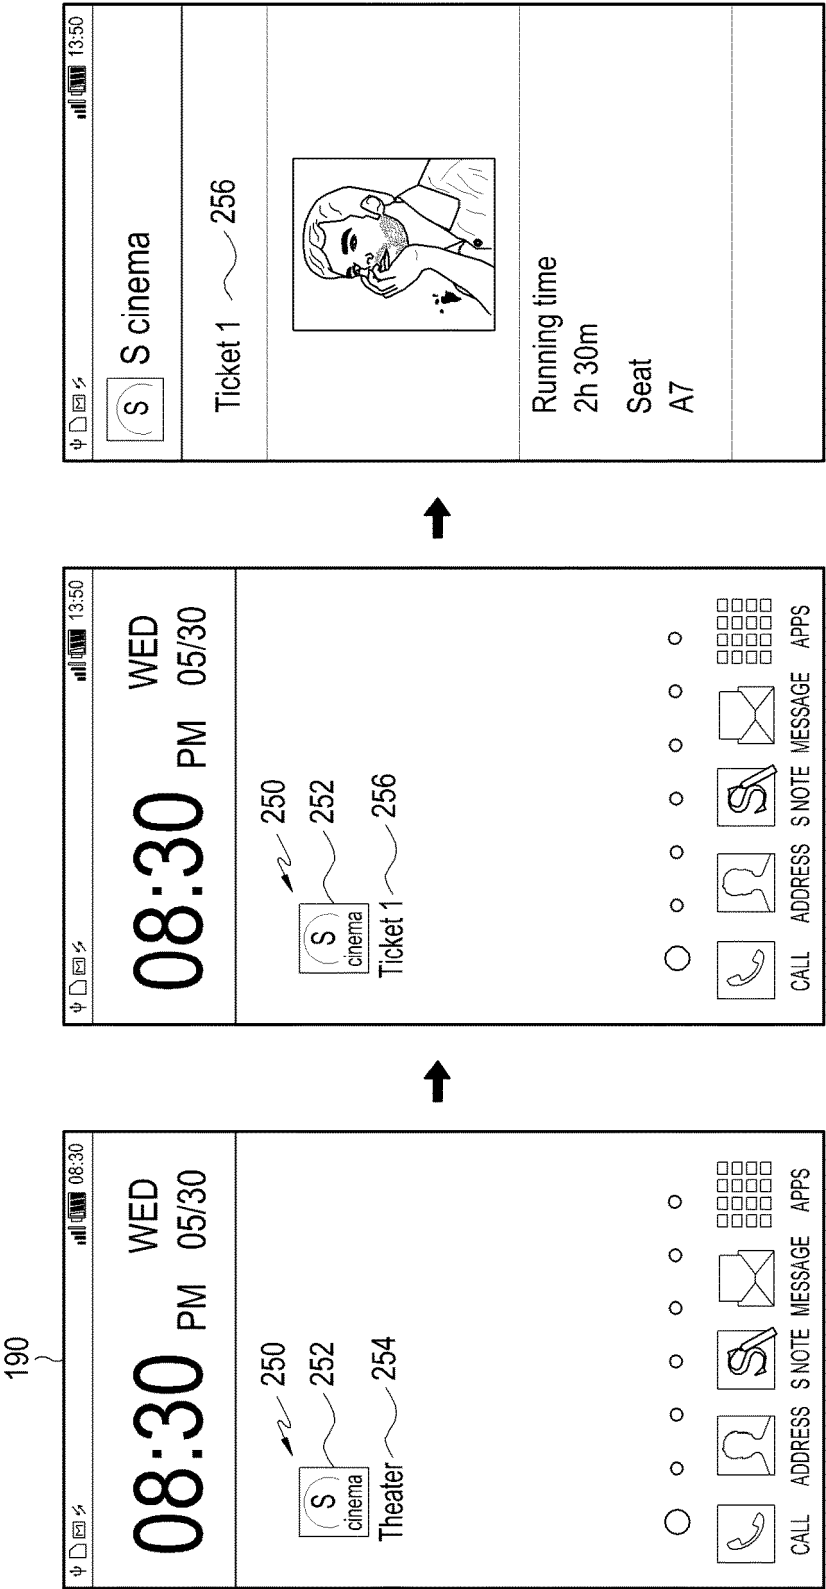 190
08:30
08:30 PM
WED
05/30
250
S
cinema
252
Theater
254
CALL
ADDRESS
S NOTE
MESSAGE
APPS
13:50
08:30 PM
WED
05/30
250
S
cinema
252
Ticket 1
256
CALL
ADDRESS
S NOTE
MESSAGE
APPS
13:50
S
S cinema
Ticket 1
256
Running time
2h 30m
Seat
A7